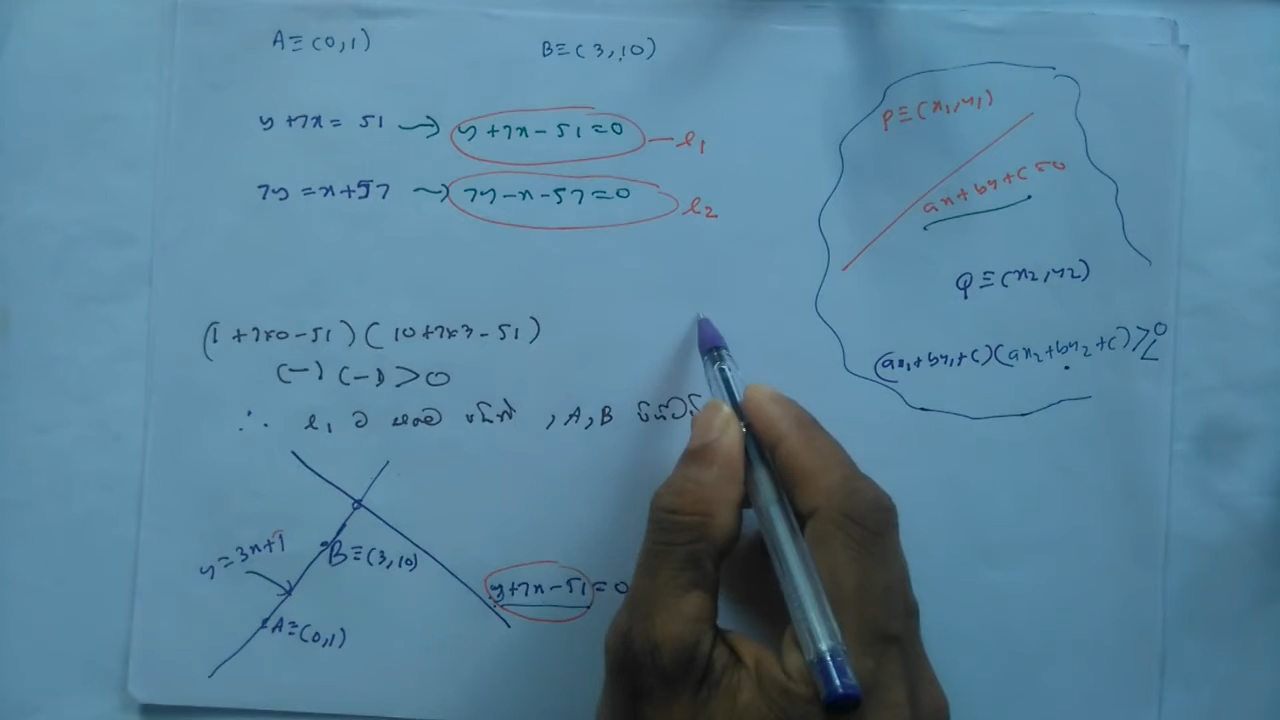 A≡(0,1) B≡(3,10)
y+7x = 51 → y+7x-51=0 — l₁
7y = x+57 → 7y-x-57=0 l₂
P≡(x₁,y₁)
ax+by+c=0
Q≡(x₂,y₂)
(ax₁+by₁+c)(ax₂+by₂+c)><0
(1+7×0-51)(10+7×3-51)
(-)(-)>0
∴ l₁ ට , A,B
y=3x+1
B≡(3,10)
y+7x-51=0
A≡(0,1)